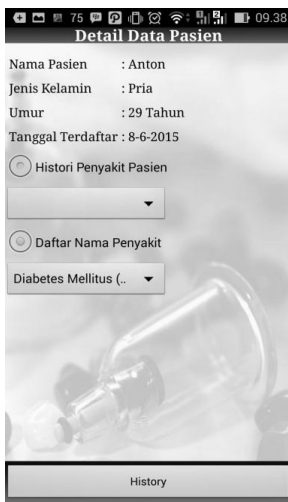 75 09.38
Detail Data Pasien
Nama Pasien : Anton
Jenis Kelamin : Pria
Umur : 29 Tahun
Tanggal Terdaftar : 8-6-2015
Histori Penyakit Pasien
Daftar Nama Penyakit
Diabetes Mellitus (..
History